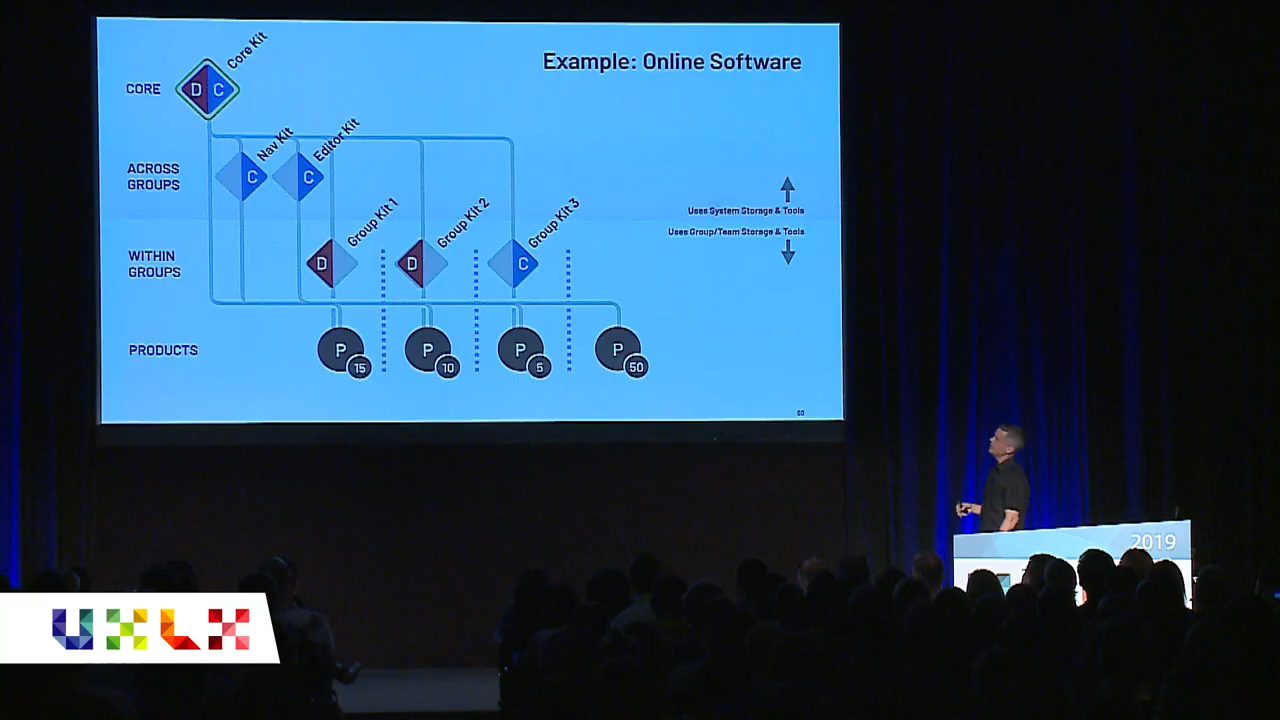 Example: Online Software
Core Kit
CORE
D C
Nav Kit
Editor Kit
ACROSS
GROUPS
C
C
Uses System Storage & Tools
Uses Group/Team Storage & Tools
Group Kit 1
Group Kit 2
Group Kit 3
WITHIN
GROUPS
D
D
C
PRODUCTS
P
15
P
10
P
5
P
50
60
2019
UXLX